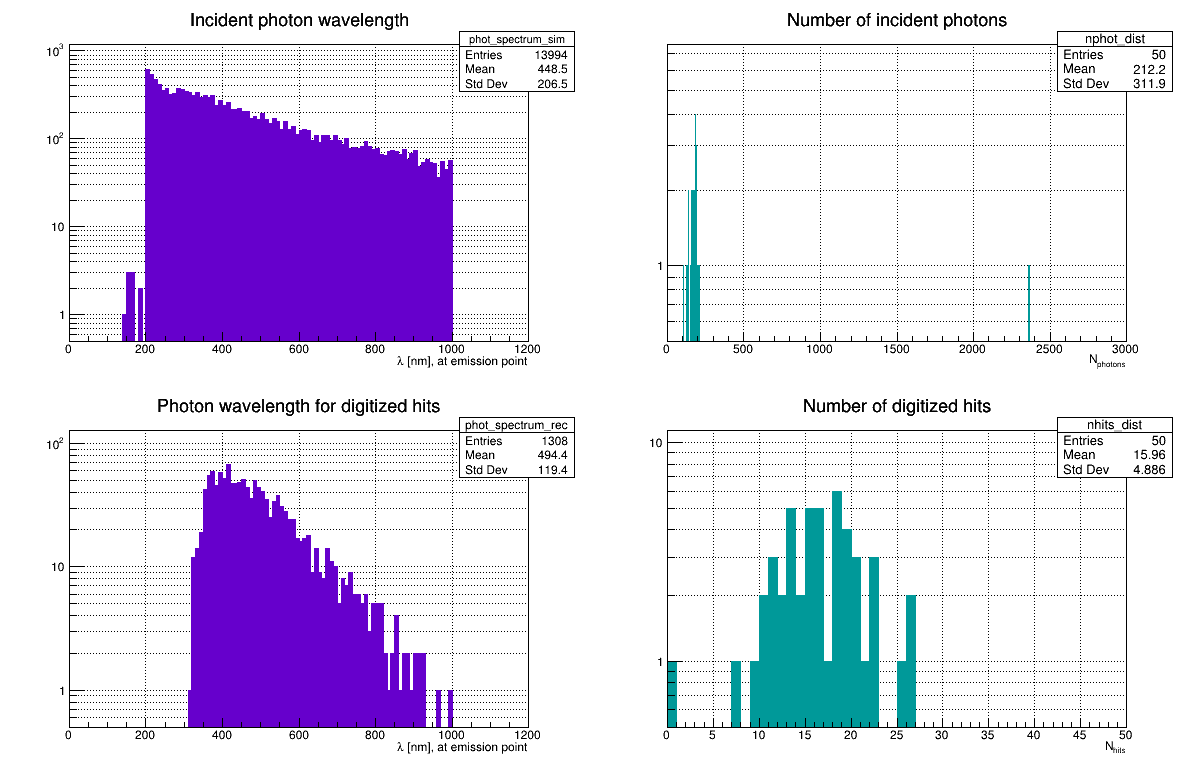 Incident photon wavelength
phot_spectrum_sim
Entries 13994
Mean 448.5
Std Dev 206.5
10³
10²
10
1
0 200 400 600 800 1000 1200
λ [nm], at emission point
Number of incident photons
nphot_dist
Entries 50
Mean 212.2
Std Dev 311.9
1
0 500 1000 1500 2000 2500 3000
Nphotons
Photon wavelength for digitized hits
phot_spectrum_rec
Entries 1308
Mean 494.4
Std Dev 119.4
10²
10
1
0 200 400 600 800 1000 1200
λ [nm], at emission point
Number of digitized hits
nhits_dist
Entries 50
Mean 15.96
Std Dev 4.886
10
1
0 5 10 15 20 25 30 35 40 45 50
Nhits